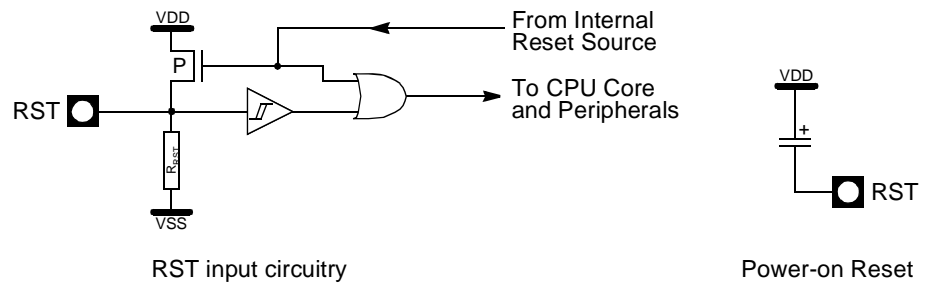 VDD
From Internal
Reset Source
P
To CPU Core
and Peripherals
RST
RRST
VSS
VDD
+
RST
RST input circuitry
Power-on Reset